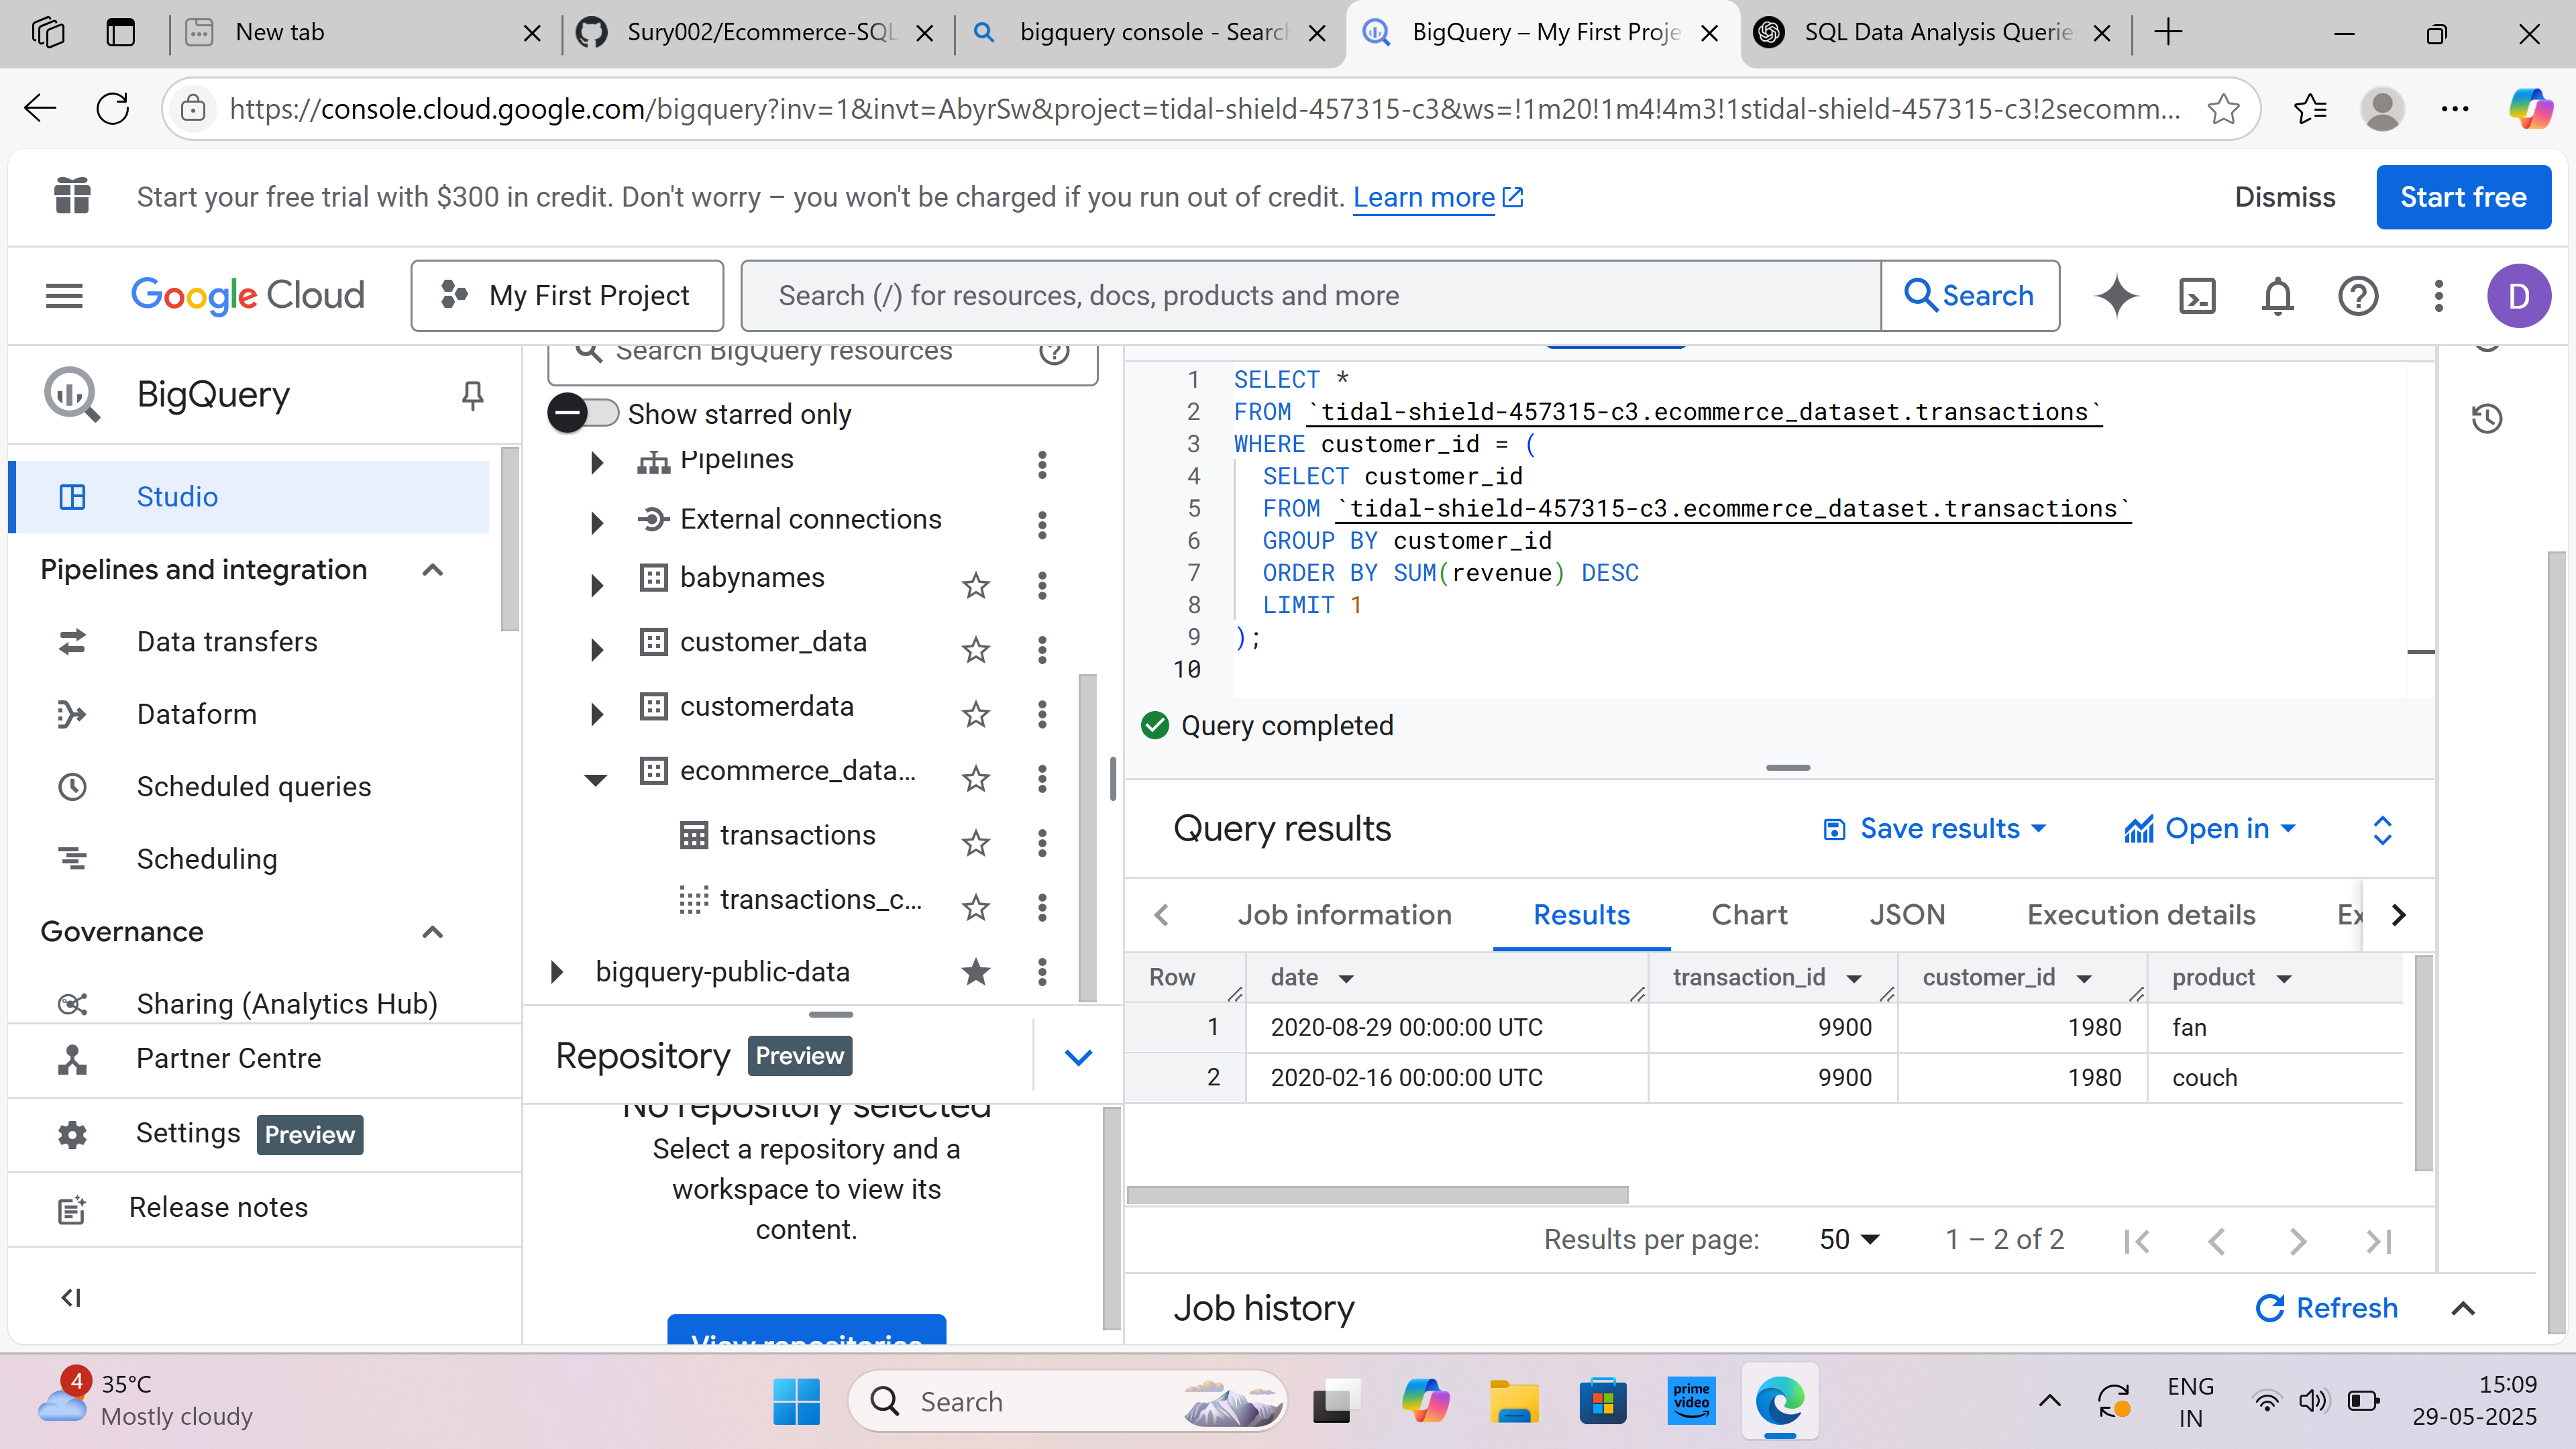 New tab
Sury002/Ecommerce-SQL
bigquery console - Search
BigQuery – My First Proje
SQL Data Analysis Querie
https://console.cloud.google.com/bigquery?inv=1&invt=AbyrSw&project=tidal-shield-457315-c3&ws=!1m20!1m4!4m3!1stidal-shield-457315-c3!2secomm...
Start your free trial with $300 in credit. Don't worry – you won't be charged if you run out of credit. Learn more
Dismiss
Start free
Google Cloud
My First Project
Search (/) for resources, docs, products and more
Search
D
BigQuery
Studio
Pipelines and integration
Data transfers
Dataform
Scheduled queries
Scheduling
Governance
Sharing (Analytics Hub)
Partner Centre
Settings Preview
Release notes
Search BigQuery resources
Show starred only
Pipelines
External connections
babynames
customer_data
customerdata
ecommerce_data...
transactions
transactions_c...
bigquery-public-data
Repository Preview
No repository selected
Select a repository and a
workspace to view its
content.
View repositories
1 SELECT *
2 FROM `tidal-shield-457315-c3.ecommerce_dataset.transactions`
3 WHERE customer_id = (
4 SELECT customer_id
5 FROM `tidal-shield-457315-c3.ecommerce_dataset.transactions`
6 GROUP BY customer_id
7 ORDER BY SUM(revenue) DESC
8 LIMIT 1
9 );
10
Query completed
Query results
Save results
Open in
Job information Results Chart JSON Execution details Ex
Row date transaction_id customer_id product
1 2020-08-29 00:00:00 UTC 9900 1980 fan
2 2020-02-16 00:00:00 UTC 9900 1980 couch
Results per page: 50 1 – 2 of 2
Job history
Refresh
4
35°C
Mostly cloudy
Search
prime
video
ENG
IN
15:09
29-05-2025